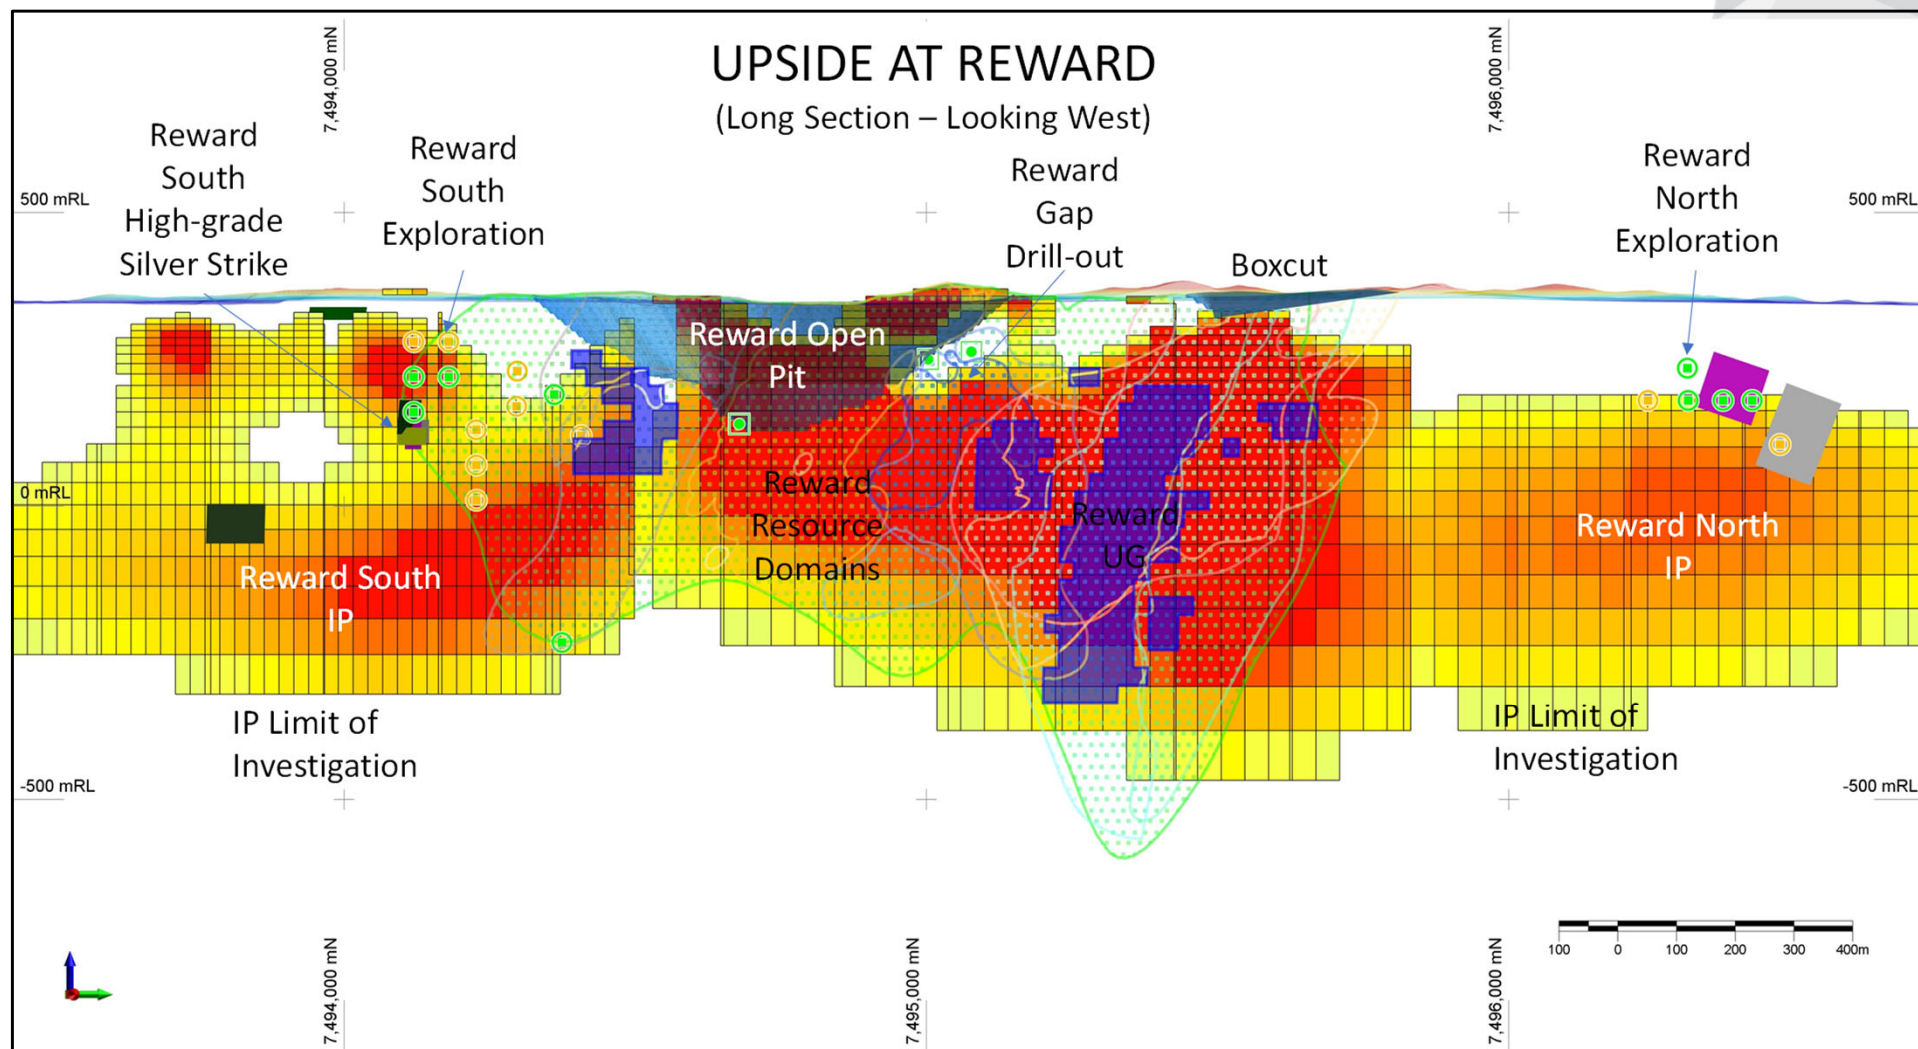 UPSIDE AT REWARD
(Long Section – Looking West)
7,494,000 mN
7,496,000 mN
Reward
South
High-grade
Silver Strike
Reward
South
Exploration
Reward
Gap
Drill-out
Boxcut
Reward
North
Exploration
500 mRL
500 mRL
Reward Open
Pit
0 mRL
Reward
Resource
Domains
Reward
UG
Reward South
IP
Reward North
IP
IP Limit of
Investigation
IP Limit of
Investigation
-500 mRL
-500 mRL
100 0 100 200 300 400m
7,494,000 mN
7,495,000 mN
7,496,000 mN